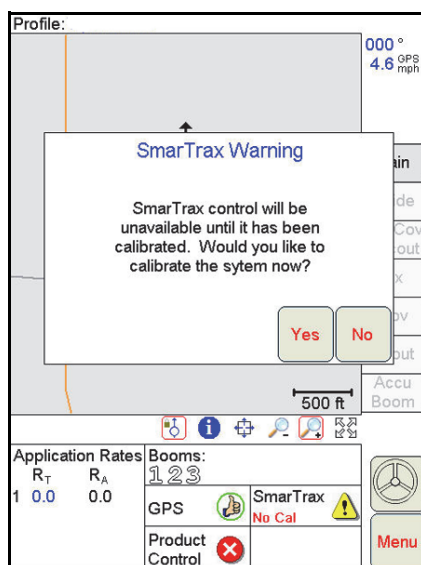 Profile:
000 °
4.6 GPS mph
SmarTrax Warning
SmarTrax control will be
unavailable until it has been
calibrated. Would you like to
calibrate the sytem now?
Yes No
ain
de
Cov
out
x
ov
out
Accu
Boom
500 ft
Application Rates
RT RA
1 0.0 0.0
Booms:
123
GPS
SmarTrax
No Cal
Product
Control
Menu